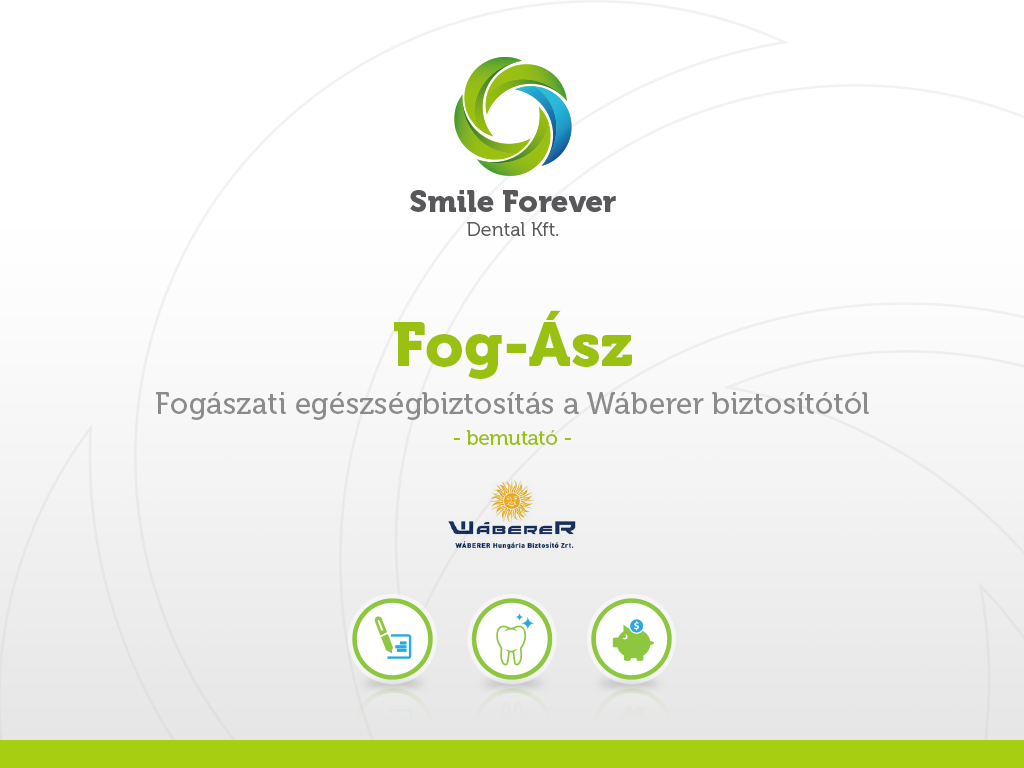 Smile Forever
Dental Kft.
Fog-Ász
Fogászati egészségbiztosítás a Wáberer biztosítótól
- bemutató -
WÁBERER
WÁBERER Hungária Biztosító Zrt.
$